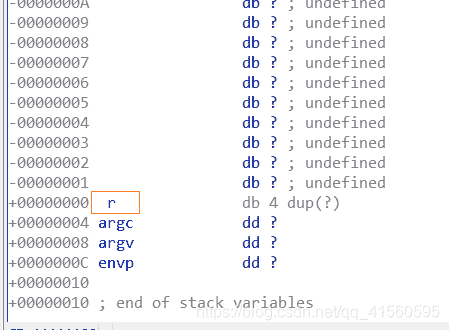 -0000000A db ? ; undefined
-00000009 db ? ; undefined
-00000008 db ? ; undefined
-00000007 db ? ; undefined
-00000006 db ? ; undefined
-00000005 db ? ; undefined
-00000004 db ? ; undefined
-00000003 db ? ; undefined
-00000002 db ? ; undefined
-00000001 db ? ; undefined
+00000000 r db 4 dup(?)
+00000004 argc dd ?
+00000008 argv dd ?
+0000000C envp dd ?
+00000010
+00000010 ; end of stack variables
https://blog.csdn.net/qq_41560595